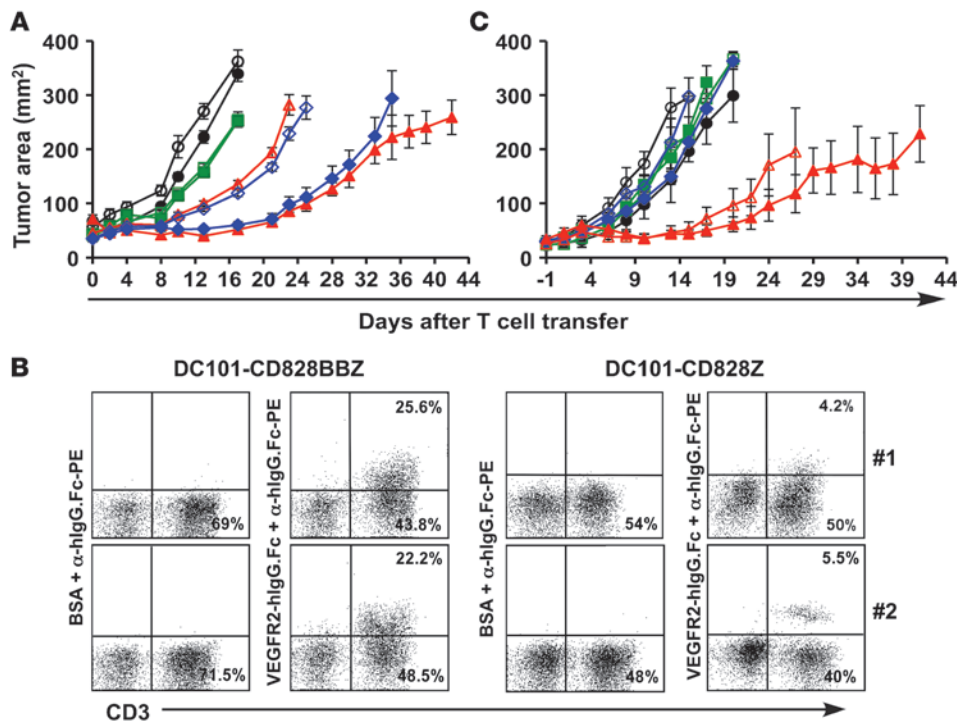 A
C
Tumor area (mm²)
400
300
200
100
0
0 4 8 12 16 20 24 28 32 36 40 44
400
300
200
100
0
-1 4 9 14 19 24 29 34 39 44
Days after T cell transfer
B
DC101-CD828BBZ
DC101-CD828Z
BSA + α-hIgG.Fc-PE
69%
71.5%
VEGFR2-hIgG.Fc + α-hIgG.Fc-PE
25.6%
43.8%
22.2%
48.5%
BSA + α-hIgG.Fc-PE
54%
48%
VEGFR2-hIgG.Fc + α-hIgG.Fc-PE
4.2%
50%
5.5%
40%
#1
#2
CD3